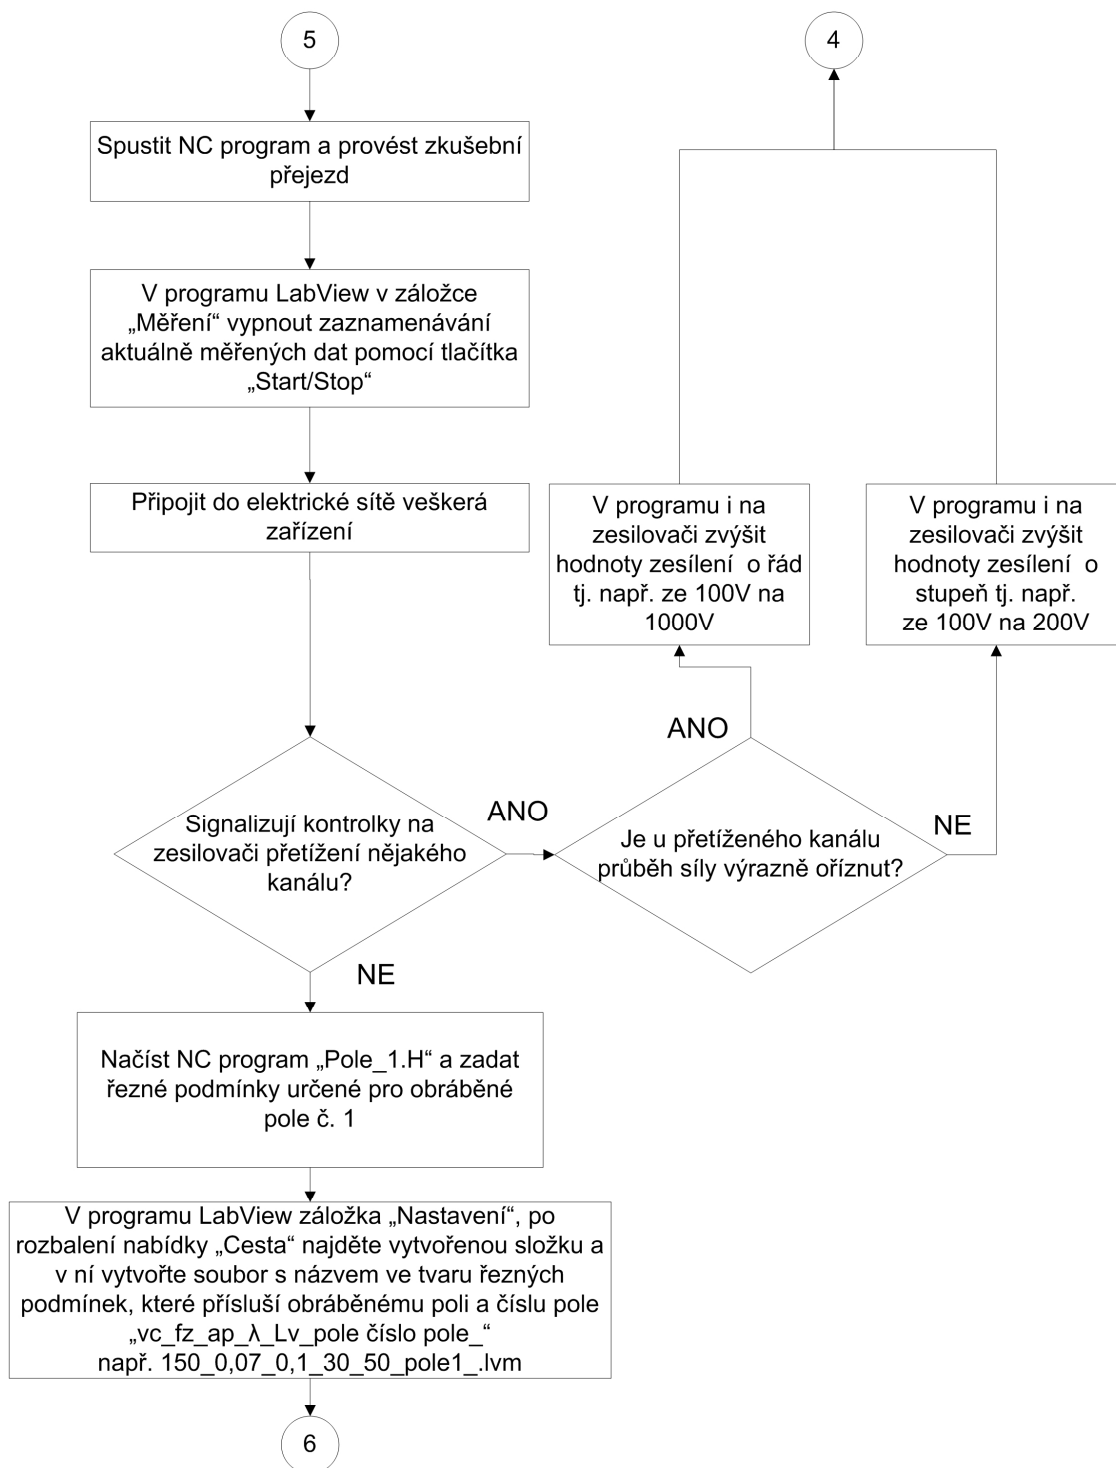 5
4
Spustit NC program a provést zkušební
přejezd
V programu LabView v záložce
„Měření“ vypnout zaznamenávání
aktuálně měřených dat pomocí tlačítka
„Start/Stop“
Připojit do elektrické sítě veškerá
zařízení
V programu i na
zesilovači zvýšit
hodnoty zesílení o řád
tj. např. ze 100V na
1000V
V programu i na
zesilovači zvýšit
hodnoty zesílení o
stupeň tj. např.
ze 100V na 200V
Signalizují kontrolky na
zesilovači přetížení nějakého
kanálu?
ANO
Je u přetíženého kanálu
průběh síly výrazně oříznut?
ANO
NE
NE
Načíst NC program „Pole_1.H“ a zadat
řezné podmínky určené pro obráběné
pole č. 1
V programu LabView záložka „Nastavení“, po
rozbalení nabídky „Cesta“ najděte vytvořenou složku a
v ní vytvořte soubor s názvem ve tvaru řezných
podmínek, které přísluší obráběnému poli a číslu pole
„vc_fz_ap_λ_Lv_pole číslo pole_“
např. 150_0,07_0,1_30_50_pole1_.lvm
6